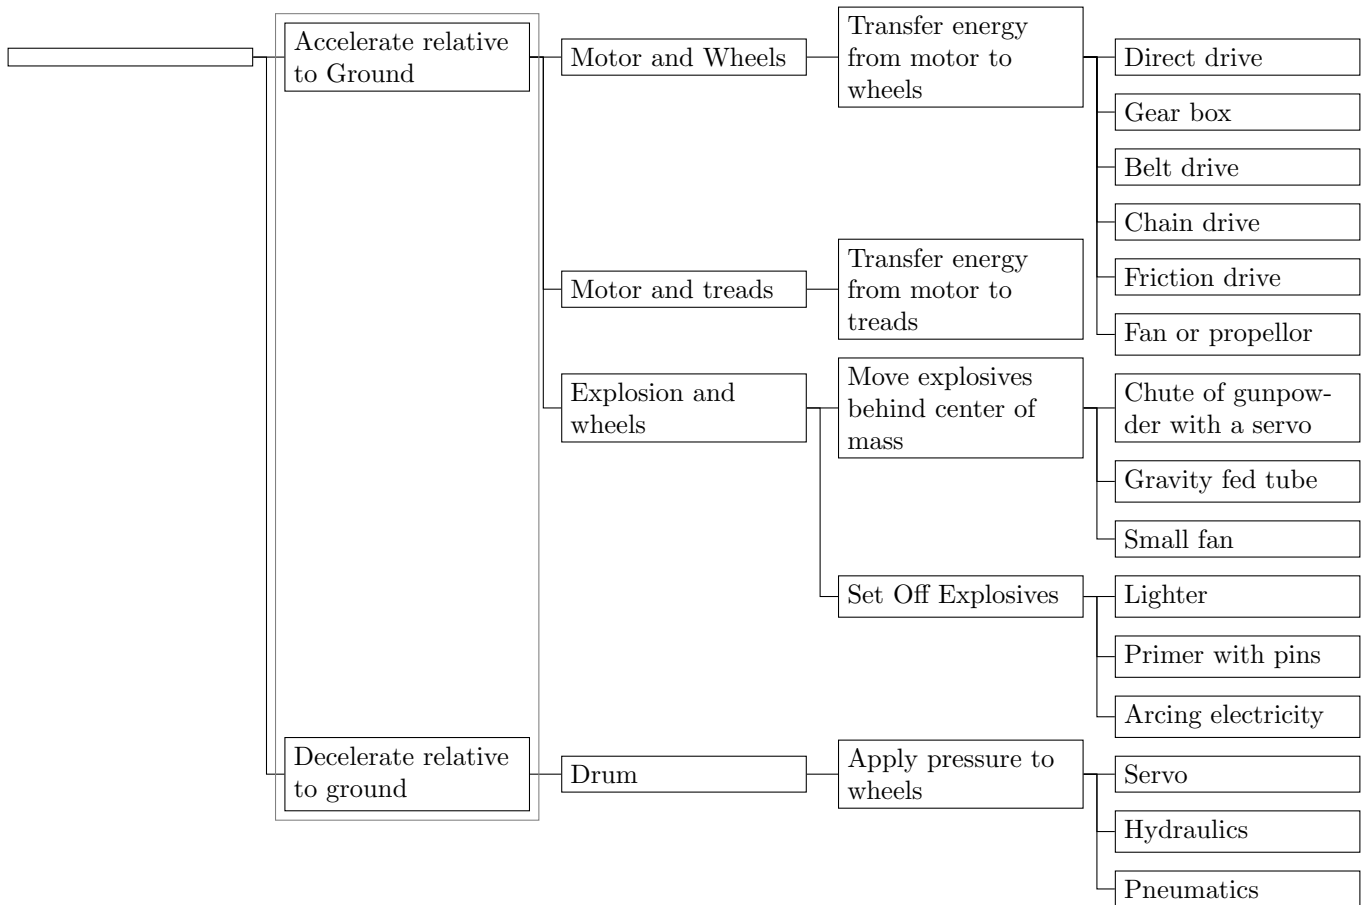 Accelerate relative
to Ground
Motor and Wheels
Transfer energy
from motor to
wheels
Direct drive
Gear box
Belt drive
Chain drive
Friction drive
Fan or propellor
Motor and treads
Transfer energy
from motor to
treads
Explosion and
wheels
Move explosives
behind center of
mass
Chute of gunpow-
der with a servo
Gravity fed tube
Small fan
Set Off Explosives
Lighter
Primer with pins
Arcing electricity
Decelerate relative
to ground
Drum
Apply pressure to
wheels
Servo
Hydraulics
Pneumatics